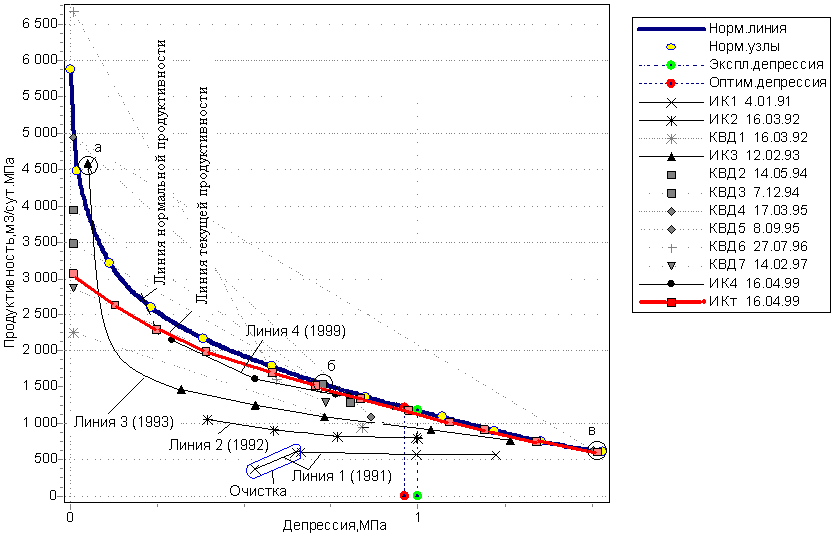 6 500
6 000
5 500
5 000
4 500
4 000
3 500
3 000
2 500
2 000
1 500
1 000
500
0
Продуктивность,м3/сут.МПа
0
1
Депрессия,МПа
а
б
в
Линия нормальной продуктивности
Линия текущей продуктивности
Линия 4 (1999)
Линия 3 (1993)
Линия 2 (1992)
Линия 1 (1991)
Очистка
Норм.линия
Норм.узлы
Экспл.депрессия
Оптим.депрессия
ИК1 4.01.91
ИК2 16.03.92
КВД1 16.03.92
ИК3 12.02.93
КВД2 14.05.94
КВД3 7.12.94
КВД4 17.03.95
КВД5 8.09.95
КВД6 27.07.96
КВД7 14.02.97
ИК4 16.04.99
ИКт 16.04.99